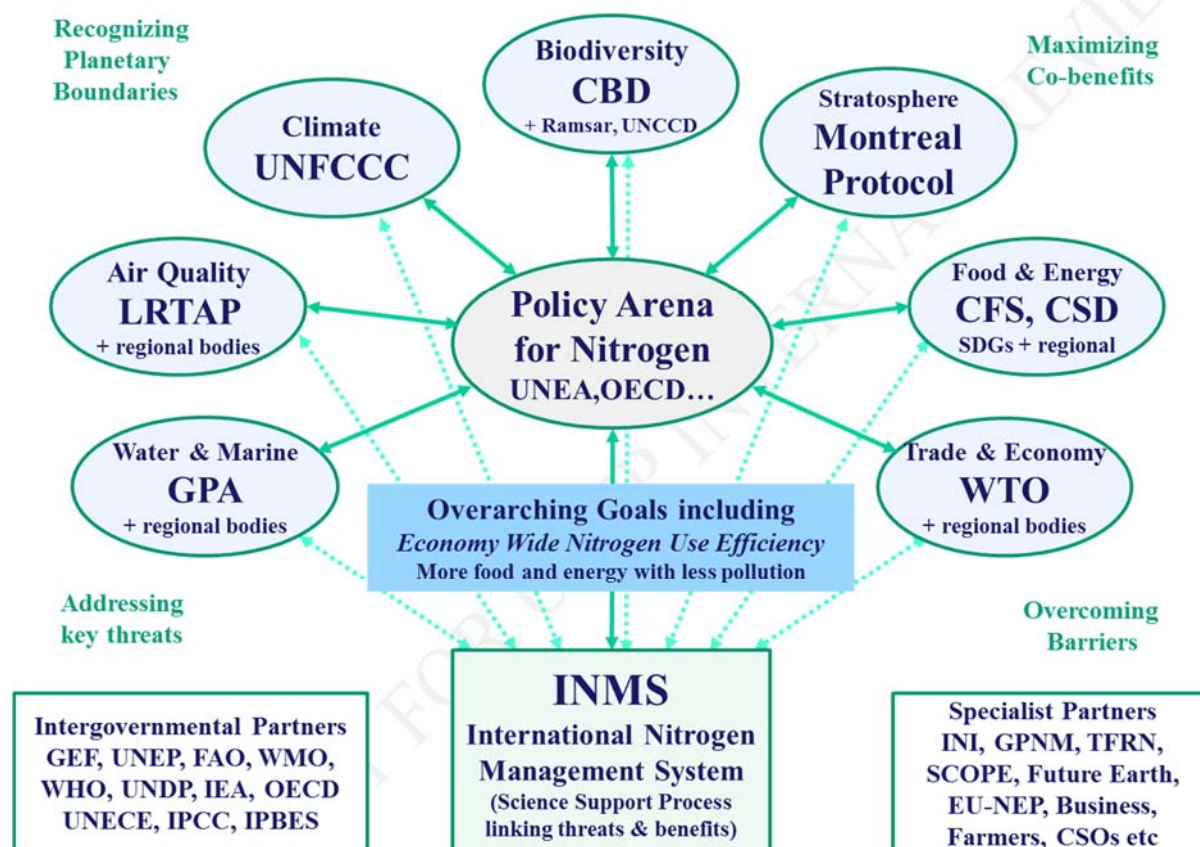 Recognizing
Planetary
Boundaries
Biodiversity
CBD
+ Ramsar, UNCCD
Maximizing
Co-benefits
Climate
UNFCCC
Stratosphere
Montreal
Protocol
Air Quality
LRTAP
+ regional bodies
Policy Arena
for Nitrogen
UNEA,OECD…
Food & Energy
CFS, CSD
SDGs + regional
Water & Marine
GPA
+ regional bodies
Trade & Economy
WTO
+ regional bodies
Overarching Goals including
Economy Wide Nitrogen Use Efficiency
More food and energy with less pollution
Addressing
key threats
Overcoming
Barriers
Intergovernmental Partners
GEF, UNEP, FAO, WMO,
WHO, UNDP, IEA, OECD
UNECE, IPCC, IPBES
INMS
International Nitrogen
Management System
(Science Support Process
linking threats & benefits)
Specialist Partners
INI, GPNM, TFRN,
SCOPE, Future Earth,
EU-NEP, Business,
Farmers, CSOs etc